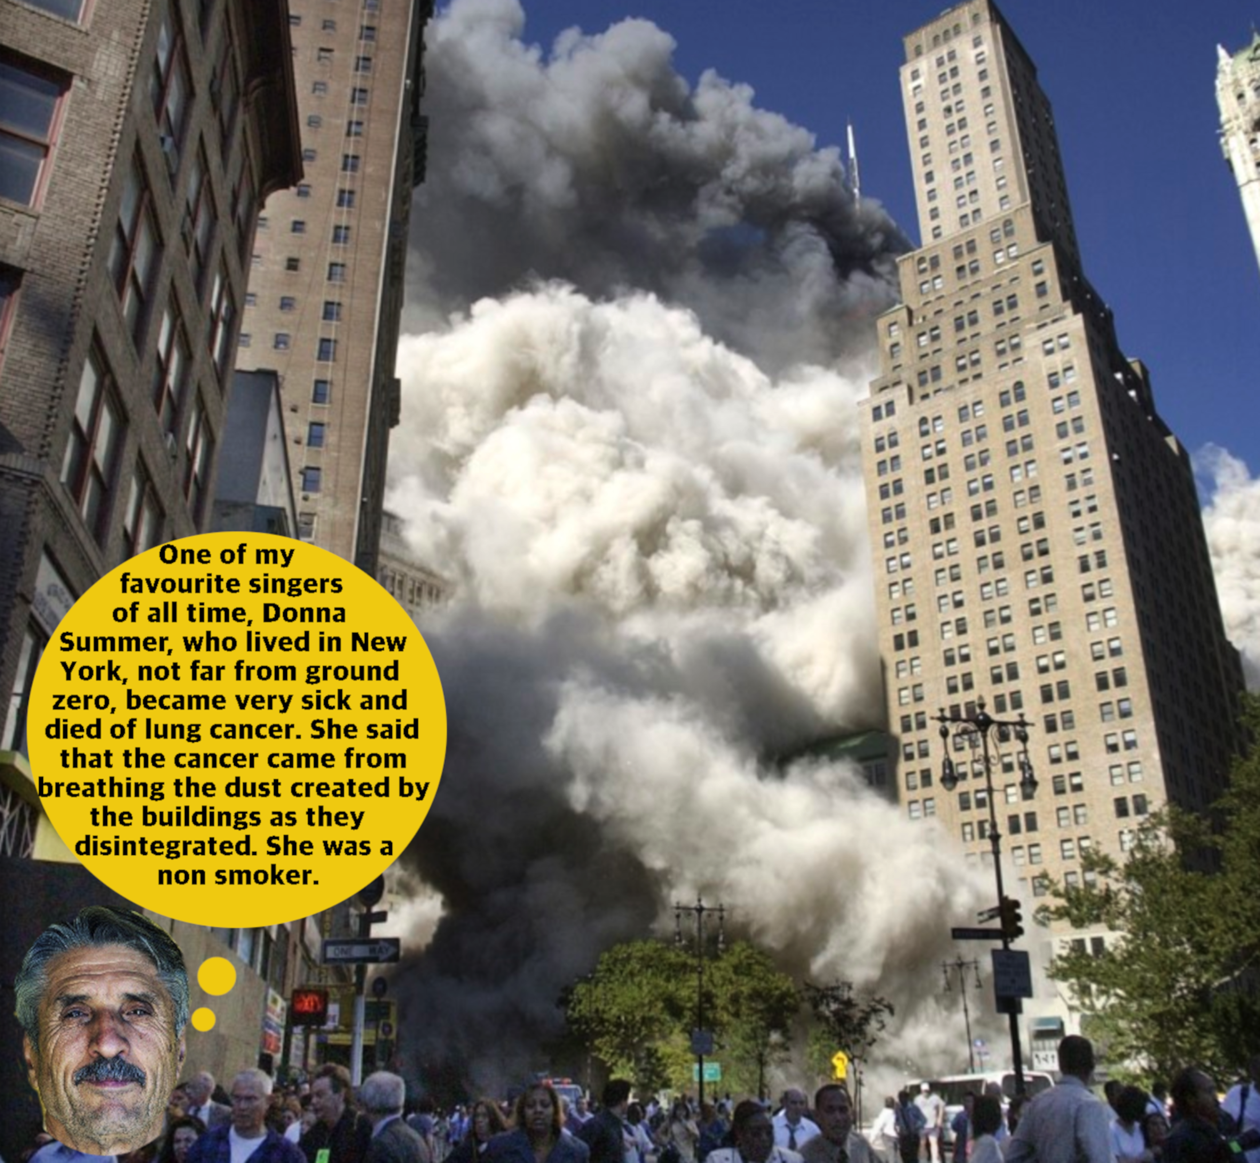 One of my
favourite singers
of all time, Donna
Summer, who lived in New
York, not far from ground
zero, became very sick and
died of lung cancer. She said
that the cancer came from
breathing the dust created by
the buildings as they
disintegrated. She was a
non smoker.
ONE WAY